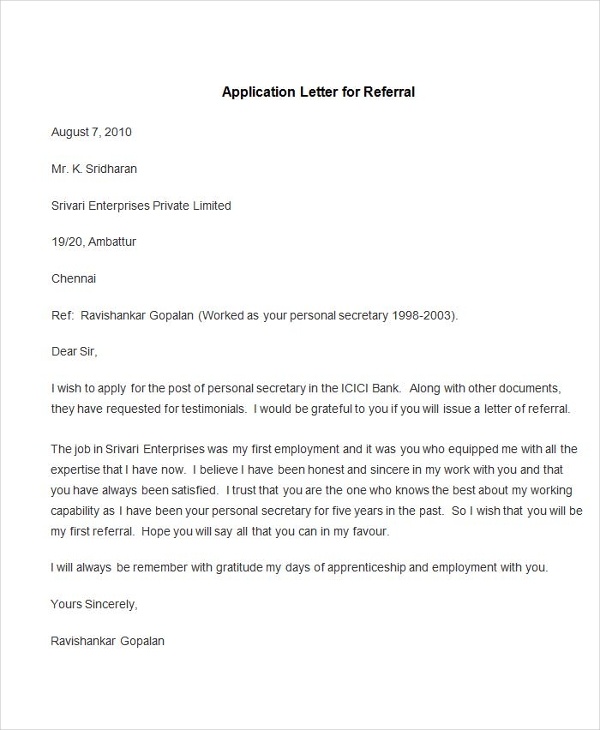 Application Letter for Referral
August 7, 2010
Mr. K. Sridharan
Srivari Enterprises Private Limited
19/20, Ambattur
Chennai
Ref:  Ravishankar Gopalan (Worked as your personal secretary 1998-2003).
Dear Sir,
I wish to apply for the post of personal secretary in the ICICI Bank.  Along with other documents,
they have requested for testimonials.  I would be grateful to you if you will issue a letter of referral.
The job in Srivari Enterprises was my first employment and it was you who equipped me with all the
expertise that I have now.  I believe I have been honest and sincere in my work with you and that
you have always been satisfied.  I trust that you are the one who knows the best about my working
capability as I have been your personal secretary for five years in the past.  So I wish that you will be
my first referral.  Hope you will say all that you can in my favour.
I will always be remember with gratitude my days of apprenticeship and employment with you.
Yours Sincerely,
Ravishankar Gopalan